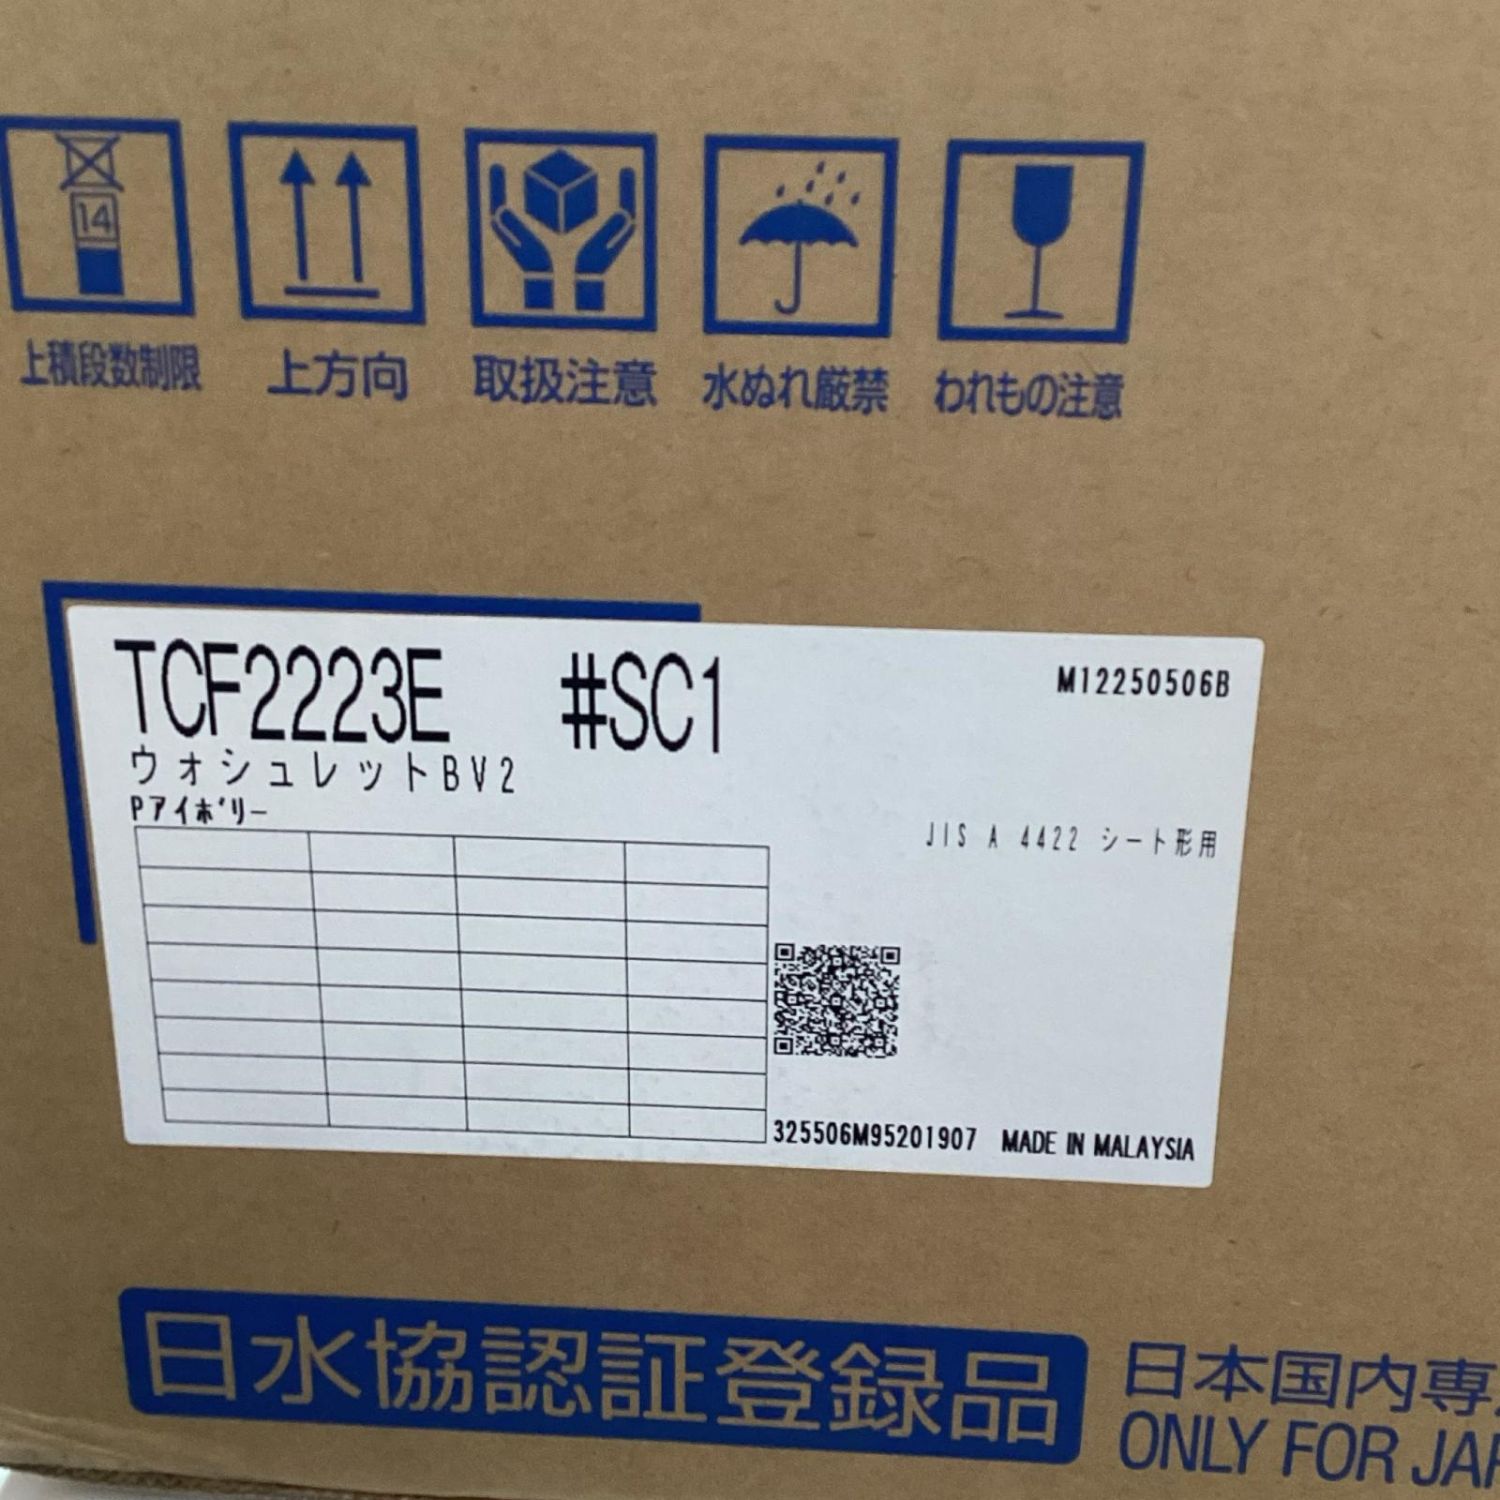 14
上積段数制限 上方向 取扱注意 水ぬれ厳禁 われもの注意
TCF2223E #SC1 M12250506B
ウォシュレットBV2
Pアイボリー
JIS A 4422 シート形用
325506M95201907 MADE IN MALAYSIA
日水協認証登録品
日本国内専
ONLY FOR JAP